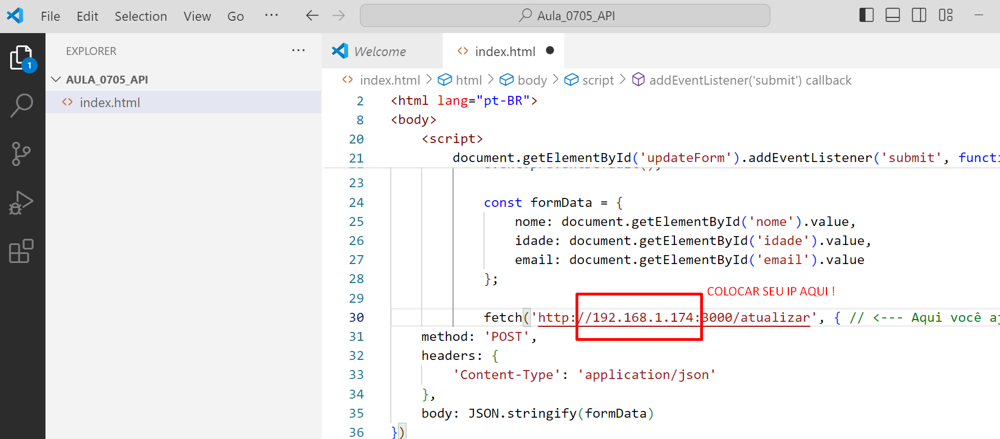 File Edit Selection View Go ···
Aula_0705_API
EXPLORER ···
Welcome
index.html
1
AULA_0705_API
index.html > html > body > script > addEventListener('submit') callback
index.html
2 <html lang="pt-BR">
8 <body>
20 <script>
21 document.getElementById('updateForm').addEventListener('submit', functi
23
24 const formData = {
25 nome: document.getElementById('nome').value,
26 idade: document.getElementById('idade').value,
27 email: document.getElementById('email').value
28 };
29
COLOCAR SEU IP AQUI !
30 fetch('http://192.168.1.174:3000/atualizar', { // <--- Aqui você aj
31 method: 'POST',
32 headers: {
33 'Content-Type': 'application/json'
34 },
35 body: JSON.stringify(formData)
36 })